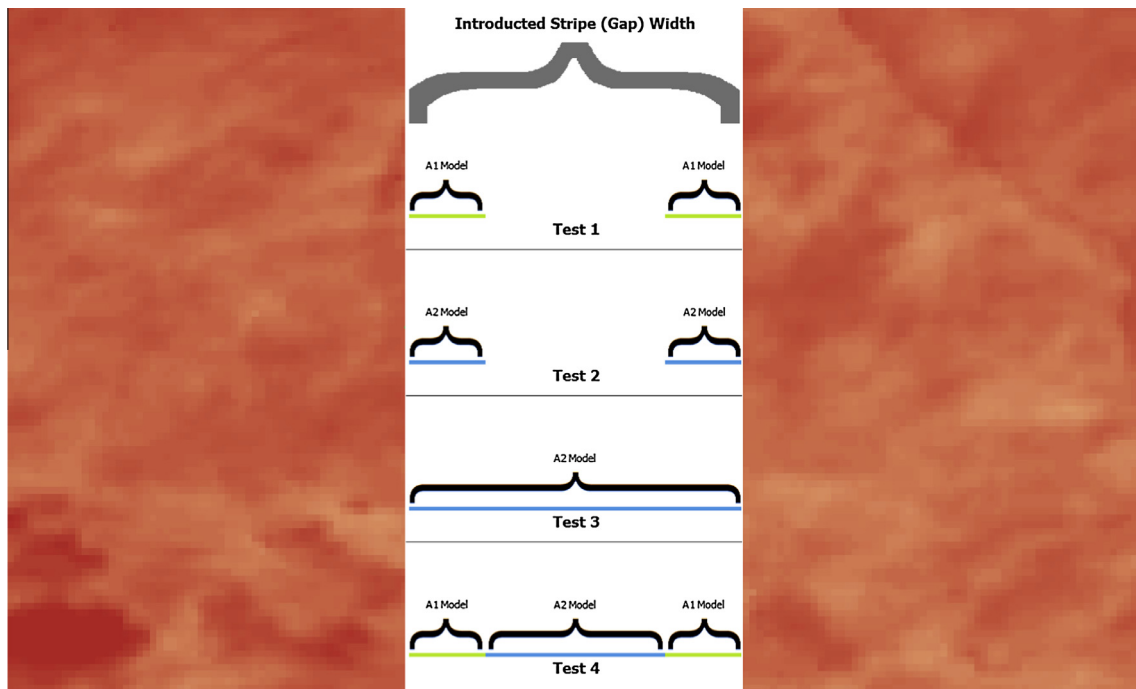 Introducted Stripe (Gap) Width
A1 Model A1 Model
Test 1
A2 Model A2 Model
Test 2
A2 Model
Test 3
A1 Model A2 Model A1 Model
Test 4